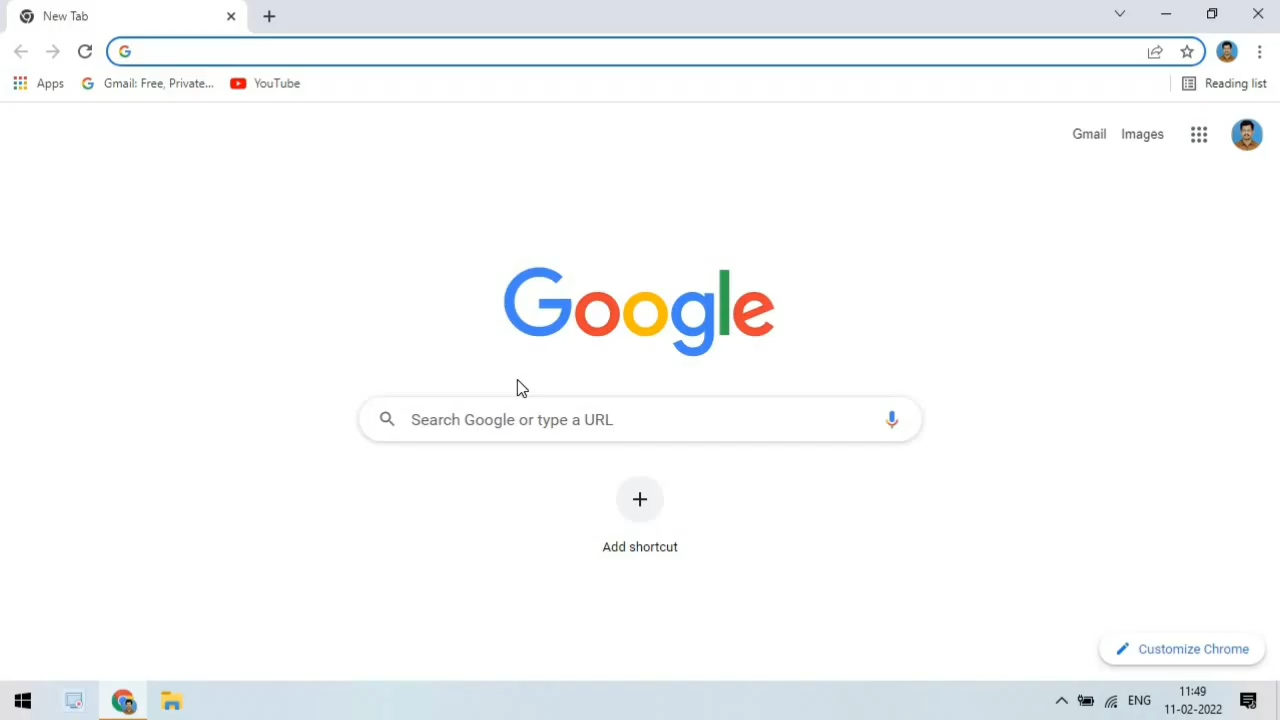 New Tab
Apps
Gmail: Free, Private...
YouTube
Reading list
Gmail
Images
Google
Search Google or type a URL
Add shortcut
Customize Chrome
ENG
11:49
11-02-2022